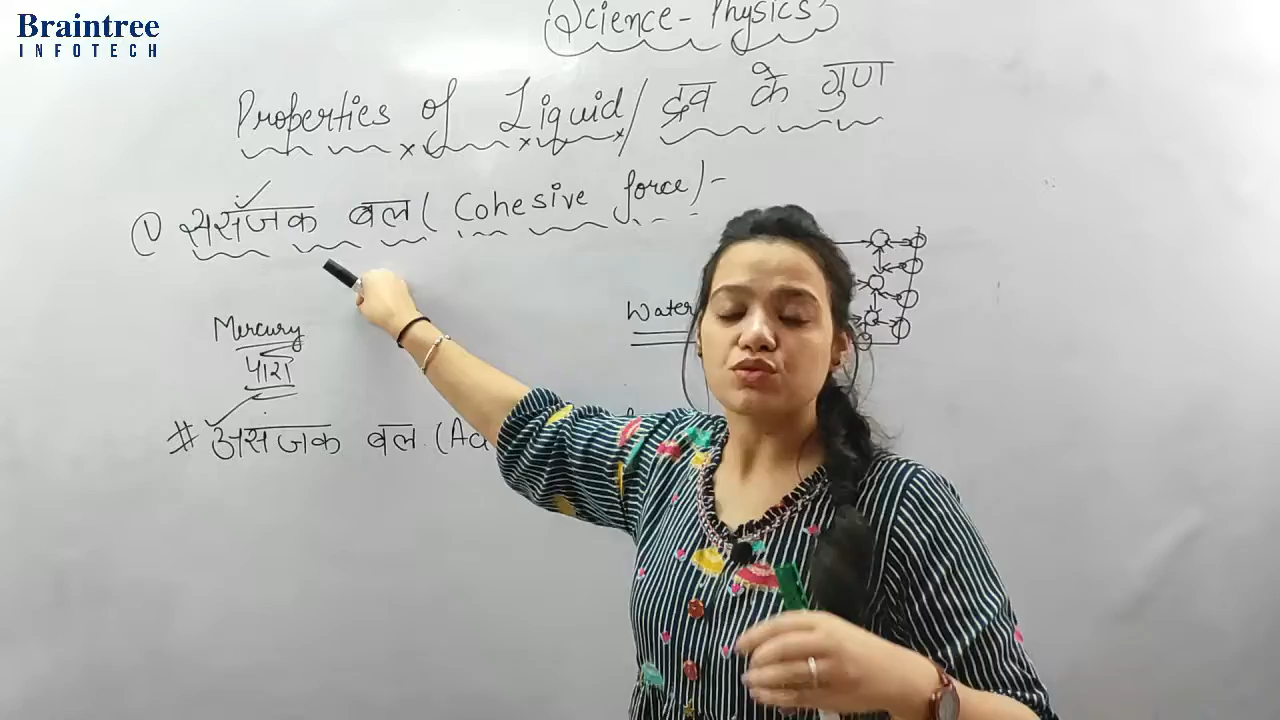 Braintree
INFOTECH
Science - Physics
Properties of Liquid / द्रव के गुण
1) ससंजक बल ( Cohesive force ) -
Water
Mercury
पारा
# असंजक बल (Ad